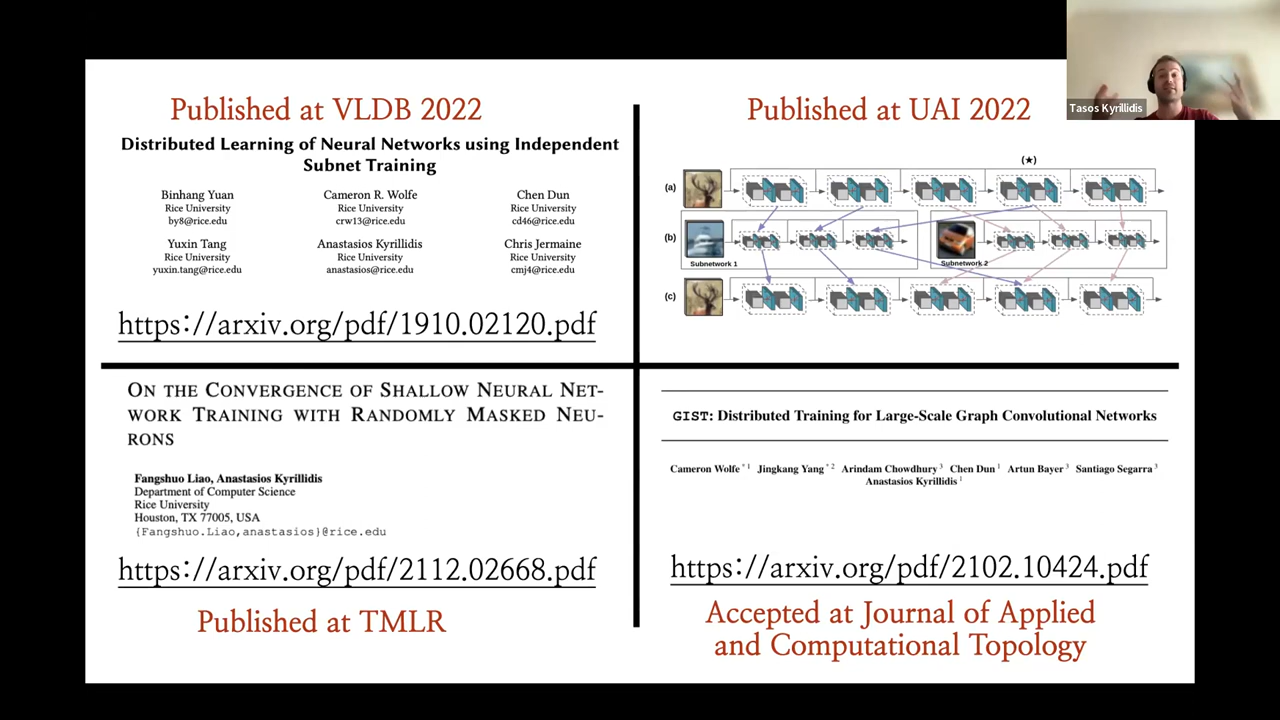 Published at VLDB 2022
Distributed Learning of Neural Networks using Independent
Subnet Training
Binhang Yuan
Rice University
by8@rice.edu
Cameron R. Wolfe
Rice University
crw13@rice.edu
Chen Dun
Rice University
cd46@rice.edu
Yuxin Tang
Rice University
yuxin.tang@rice.edu
Anastasios Kyrillidis
Rice University
anastasios@rice.edu
Chris Jermaine
Rice University
cmj4@rice.edu
https://arxiv.org/pdf/1910.02120.pdf
Published at UAI 2022
Tasos Kyrillidis
(★)
(a)
(b)
Subnetwork 1
Subnetwork 2
(c)
ON THE CONVERGENCE OF SHALLOW NEURAL NET-
WORK TRAINING WITH RANDOMLY MASKED NEU-
RONS
Fangshuo Liao, Anastasios Kyrillidis
Department of Computer Science
Rice University
Houston, TX 77005, USA
{Fangshuo.Liao,anastasios}@rice.edu
https://arxiv.org/pdf/2112.02668.pdf
Published at TMLR
GIST: Distributed Training for Large-Scale Graph Convolutional Networks
Cameron Wolfe * 1 Jingkang Yang * 2 Arindam Chowdhury 3 Chen Dun 1 Artun Bayer 3 Santiago Segarra 3
Anastasios Kyrillidis 1
https://arxiv.org/pdf/2102.10424.pdf
Accepted at Journal of Applied
and Computational Topology